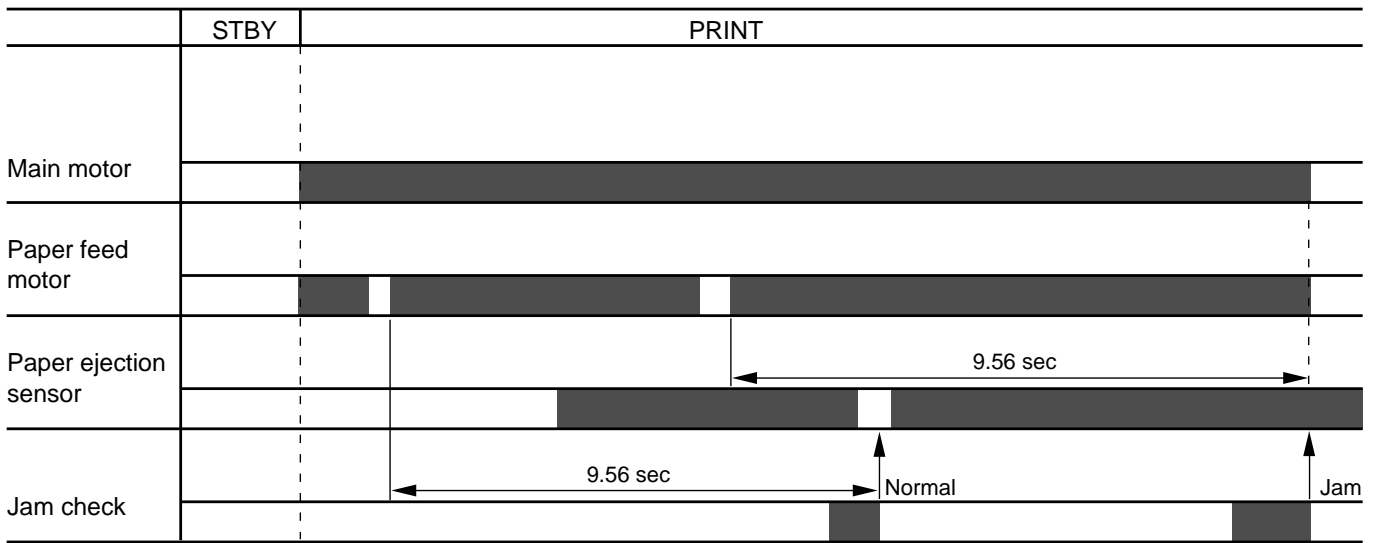 STBY
PRINT
Main motor
Paper feed
motor
Paper ejection
sensor
9.56 sec
9.56 sec
Normal
Jam
Jam check